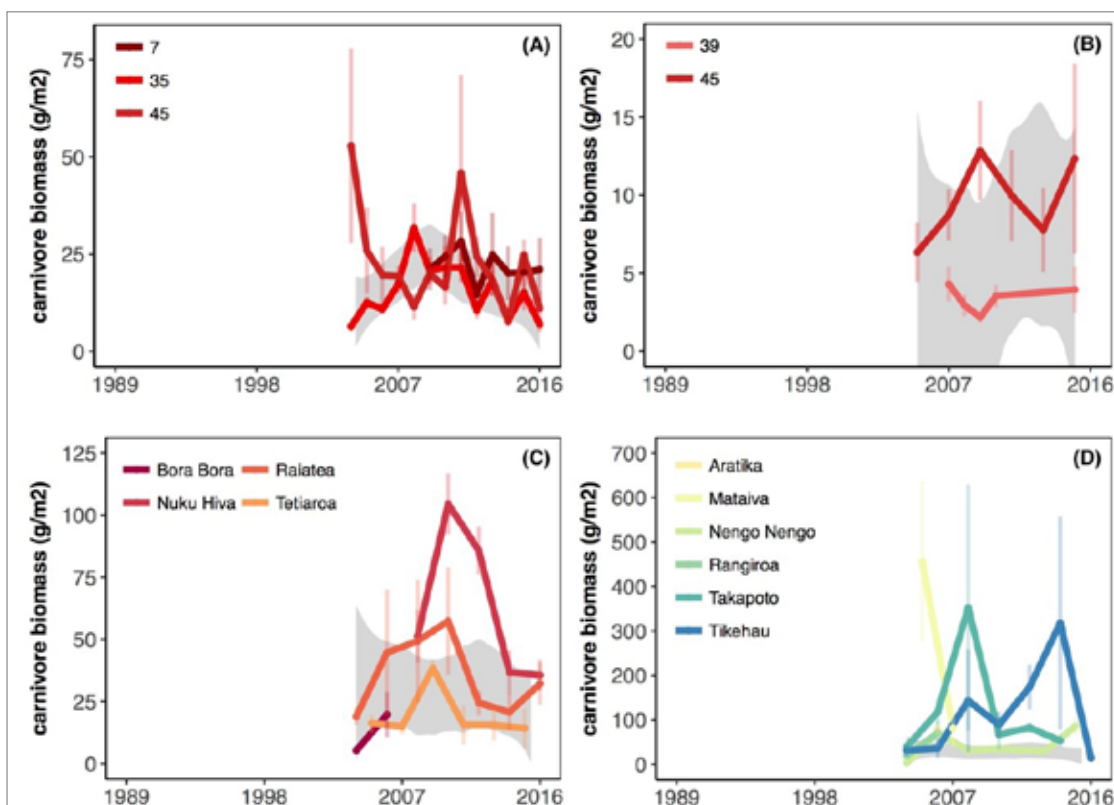 (A)
carnivore biomass (g/m2)
75
50
25
0
7
35
45
1989 1998 2007 2016
(B)
carnivore biomass (g/m2)
20
15
10
5
0
39
45
1989 1998 2007 2016
(C)
carnivore biomass (g/m2)
125
100
75
50
25
0
Bora Bora Raiatea
Nuku Hiva Tetiaroa
1989 1998 2007 2016
(D)
carnivore biomass (g/m2)
700
600
500
400
300
200
100
0
Aratika
Mataiva
Nengo Nengo
Rangiroa
Takapoto
Tikehau
1989 1998 2007 2016